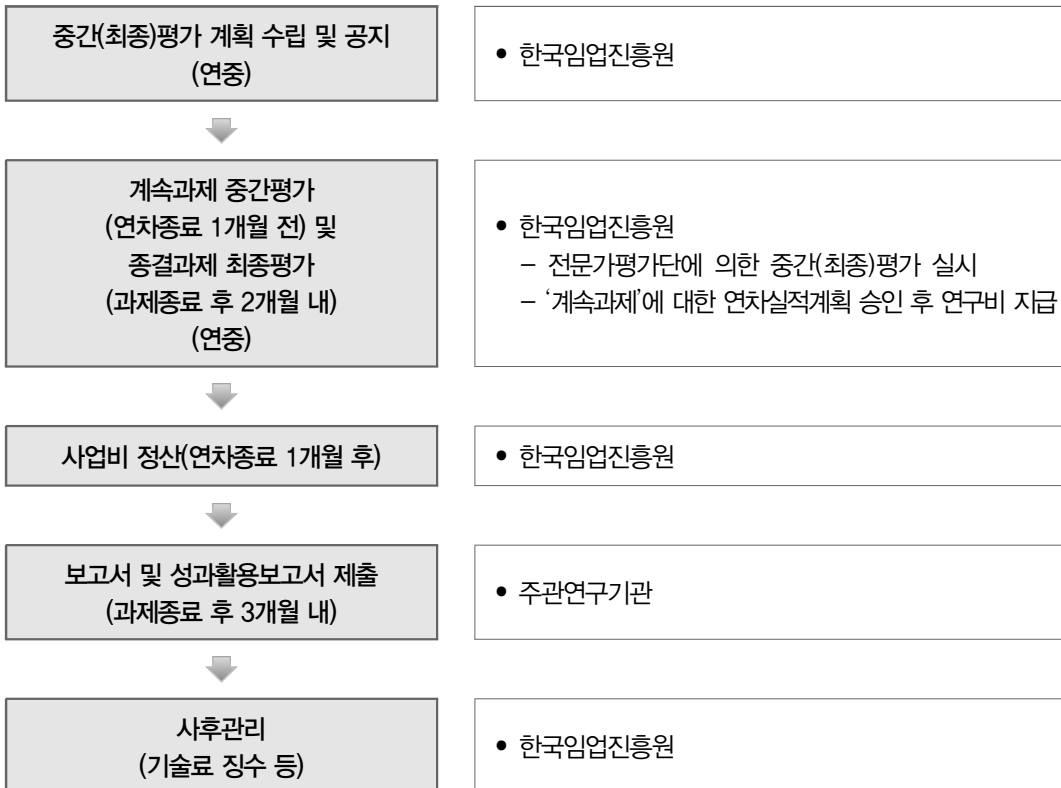 중간(최종)평가 계획 수립 및 공지
(연중)
• 한국임업진흥원
계속과제 중간평가
(연차종료 1개월 전) 및
종결과제 최종평가
(과제종료 후 2개월 내)
(연중)
• 한국임업진흥원
– 전문가평가단에 의한 중간(최종)평가 실시
– ‘계속과제’에 대한 연차실적계획 승인 후 연구비 지급
사업비 정산(연차종료 1개월 후)
• 한국임업진흥원
보고서 및 성과활용보고서 제출
(과제종료 후 3개월 내)
• 주관연구기관
사후관리
(기술료 징수 등)
• 한국임업진흥원